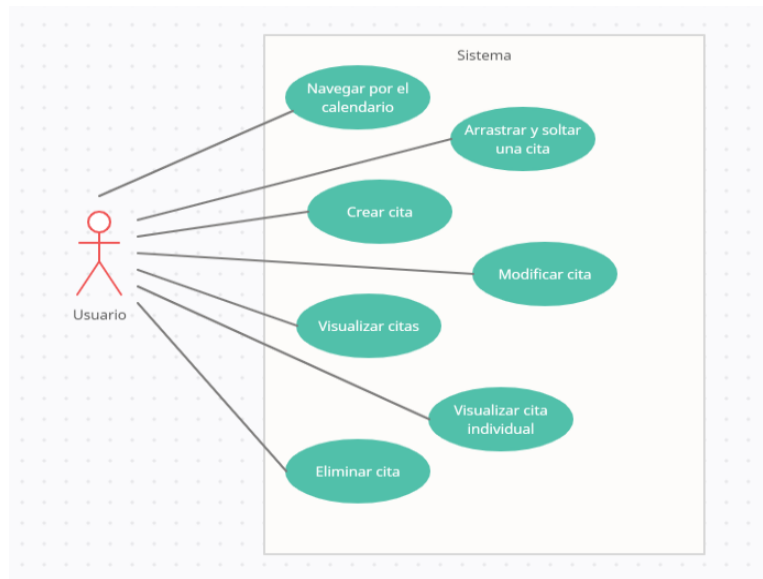 Sistema
Navegar por el
calendario
Arrastrar y soltar
una cita
Crear cita
Modificar cita
Usuario
Visualizar citas
Visualizar cita
individual
Eliminar cita